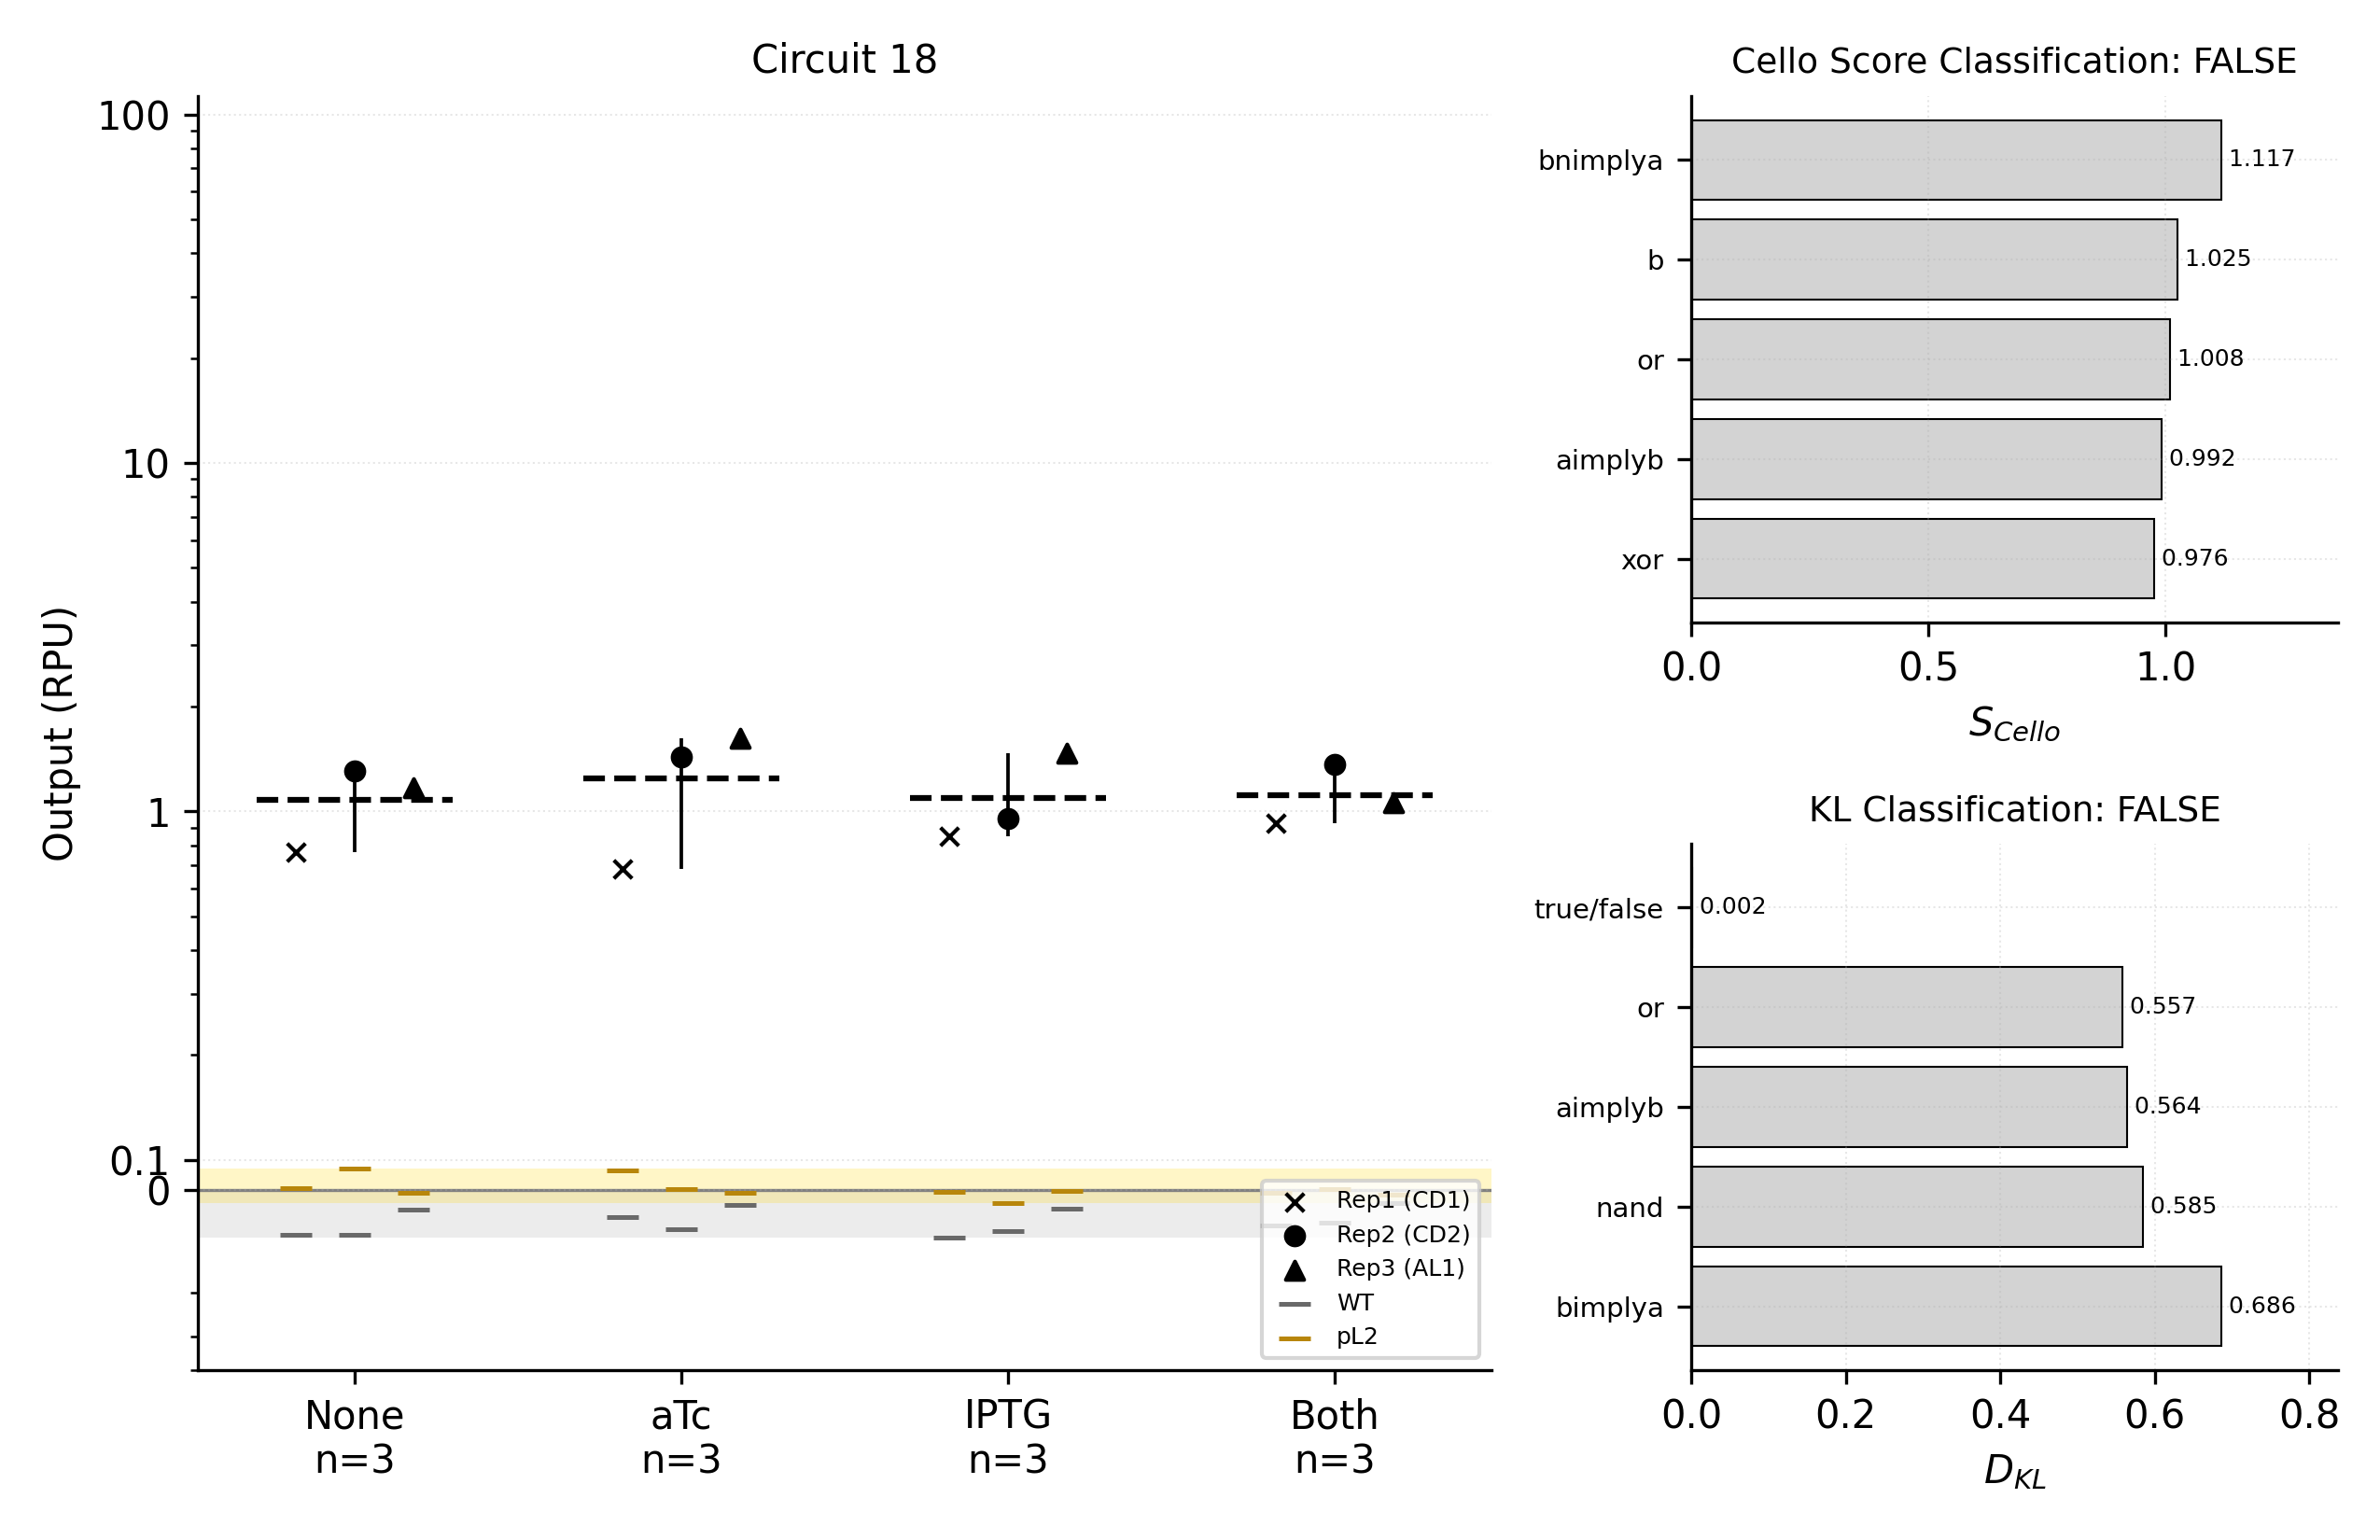 Circuit 18
Output (RPU)
100
10
1
0.1
0
None
n=3
aTc
n=3
IPTG
n=3
Both
n=3
Rep1 (CD1)
Rep2 (CD2)
Rep3 (AL1)
WT
pL2
Cello Score Classification: FALSE
bnimplya
1.117
b
1.025
or
1.008
aimplyb
0.992
xor
0.976
0.0
0.5
1.0
S_Cello
KL Classification: FALSE
true/false
0.002
or
0.557
aimplyb
0.564
nand
0.585
bimplya
0.686
0.0
0.2
0.4
0.6
0.8
D_KL